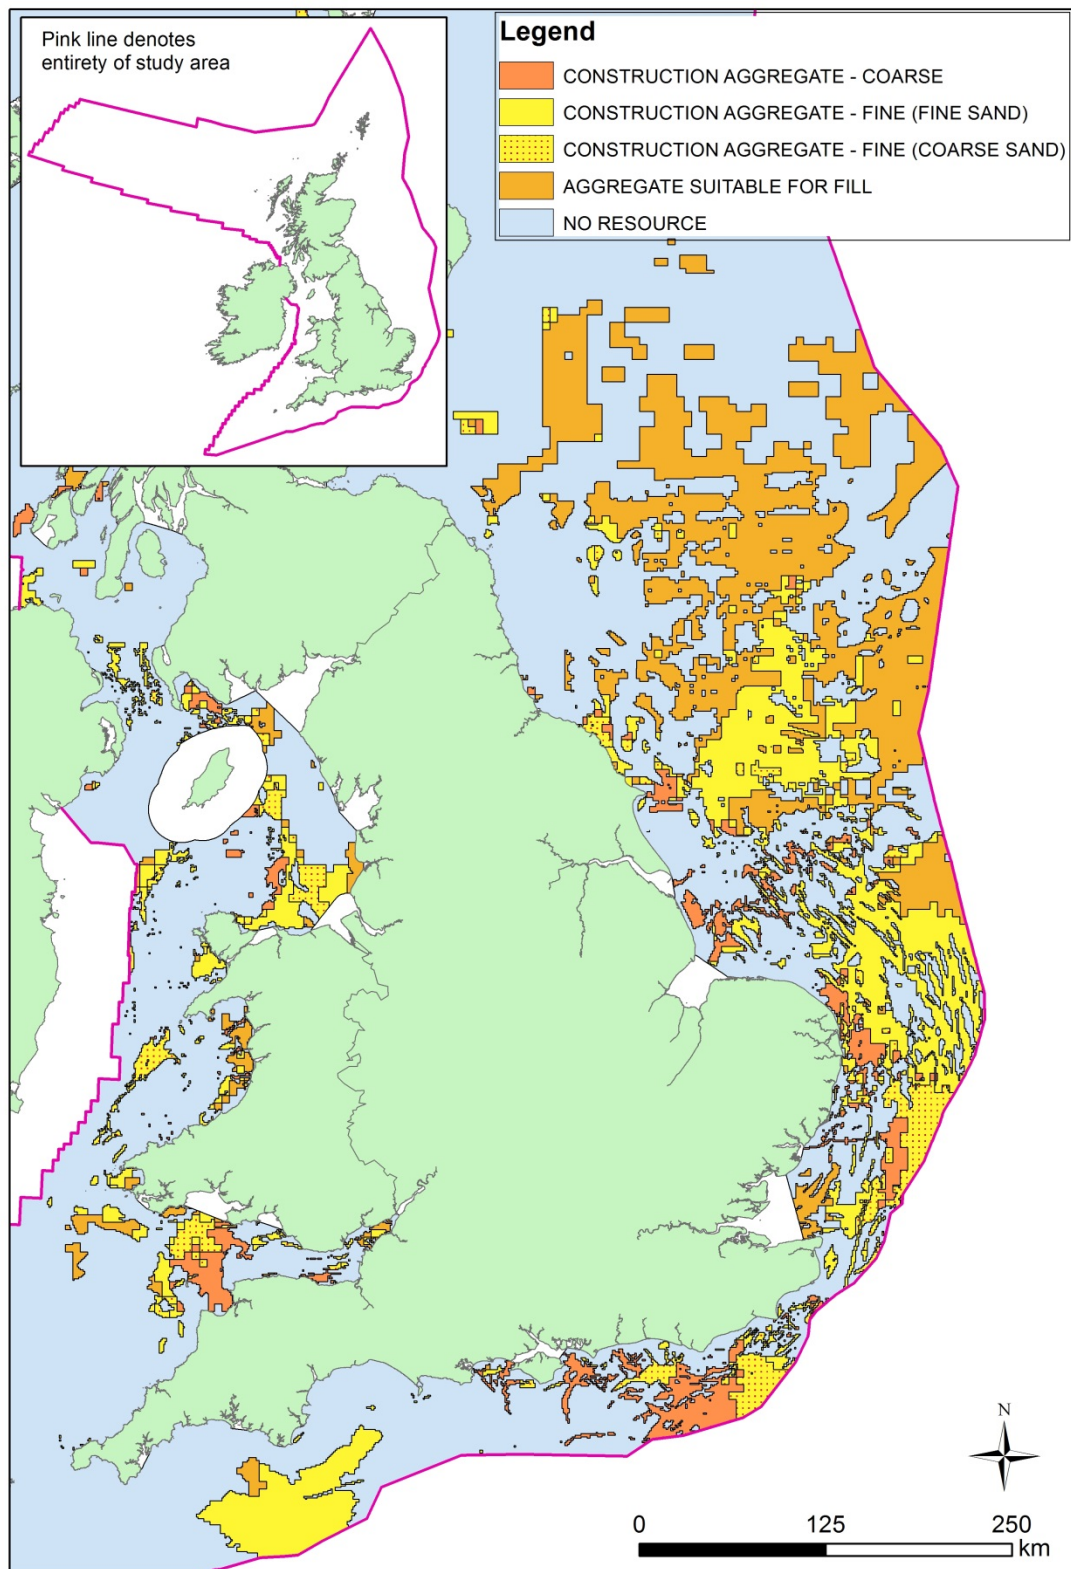 Pink line denotes
entirety of study area
Legend
CONSTRUCTION AGGREGATE - COARSE
CONSTRUCTION AGGREGATE - FINE (FINE SAND)
CONSTRUCTION AGGREGATE - FINE (COARSE SAND)
AGGREGATE SUITABLE FOR FILL
NO RESOURCE
N
0 125 250
km